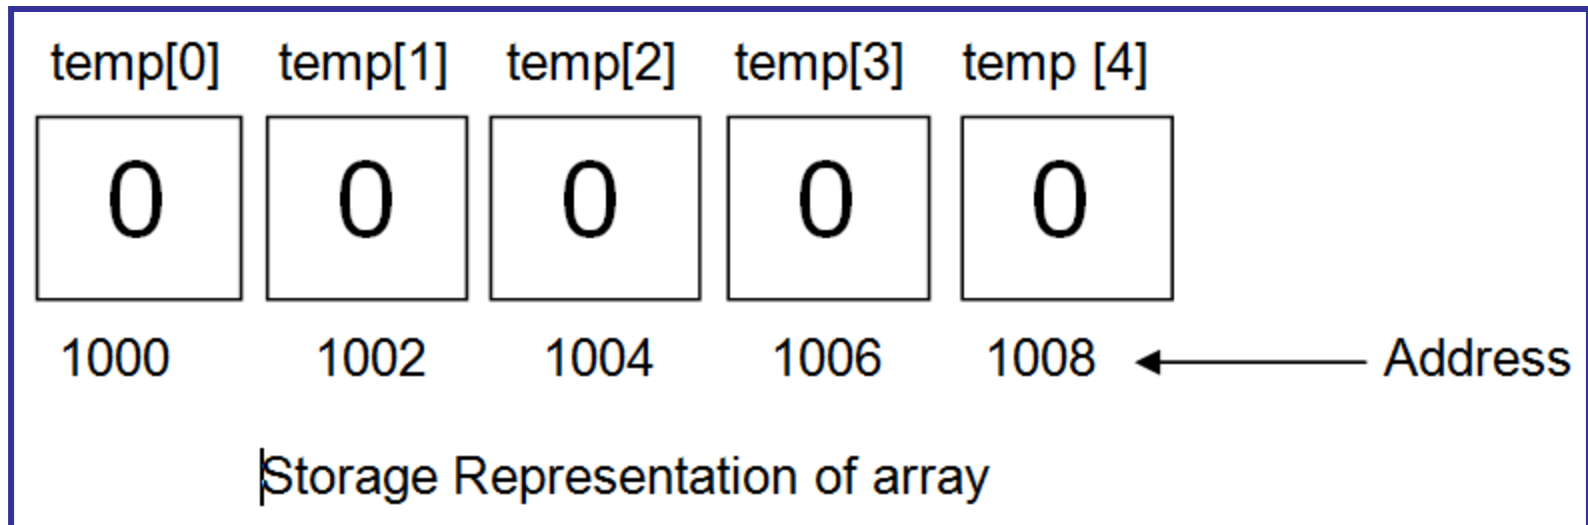 temp[0] temp[1] temp[2] temp[3] temp [4]
0 0 0 0 0
1000 1002 1004 1006 1008 Address
Storage Representation of array